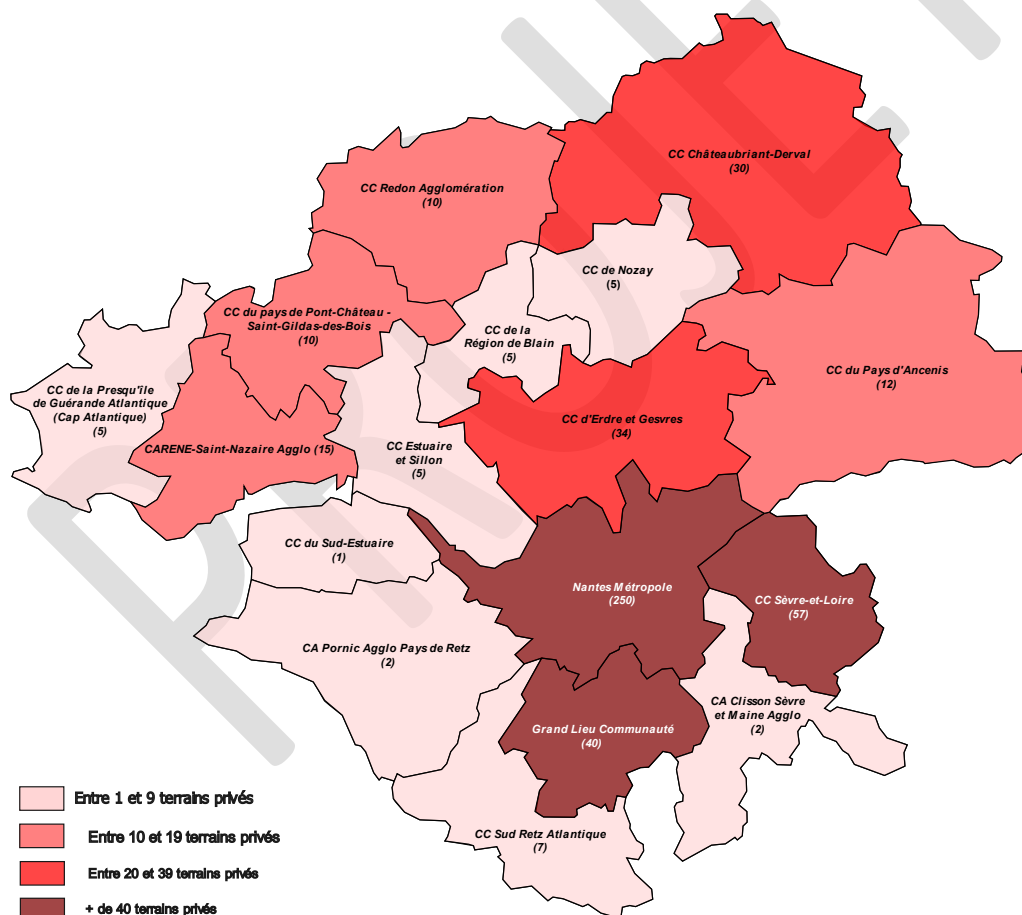 CC Châteaubriant-Derval
(30)
CC Redon Agglomération
(10)
CC de Nozay
(5)
CC du pays de Pont-Château -
Saint-Gildas-des-Bois
(10)
CC de la
Région de Blain
(5)
CC du Pays d'Ancenis
(12)
CC de la Presqu'île
de Guérande Atlantique
(Cap Atlantique)
(5)
CC d'Erdre et Gesvres
(34)
CARENE-Saint-Nazaire Agglo (15)
CC Estuaire
et Sillon
(5)
CC du Sud-Estuaire
(1)
Nantes Métropole
(250)
CC Sèvre-et-Loire
(57)
CA Pornic Agglo Pays de Retz
(2)
CA Clisson Sèvre
et Maine Agglo
(2)
Grand Lieu Communauté
(40)
CC Sud Retz Atlantique
(7)
Entre 1 et 9 terrains privés
Entre 10 et 19 terrains privés
Entre 20 et 39 terrains privés
+ de 40 terrains privés